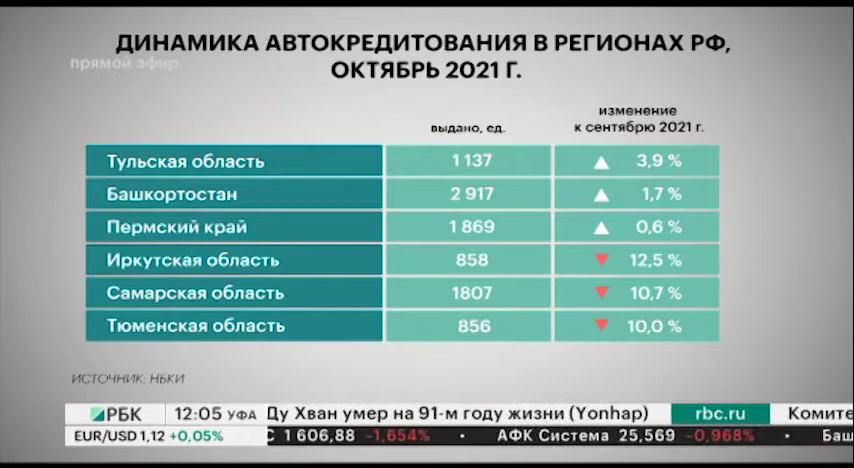 ДИНАМИКА АВТОКРЕДИТОВАНИЯ В РЕГИОНАХ РФ,
ОКТЯБРЬ 2021 Г.
прямой эфир
выдано, ед.
изменение
к сентябрю 2021 г.
Тульская область 1 137 ▲ 3,9 %
Башкортостан 2 917 ▲ 1,7 %
Пермский край 1 869 ▲ 0,6 %
Иркутская область 858 ▼ 12,5 %
Самарская область 1807 ▼ 10,7 %
Тюменская область 856 ▼ 10,0 %
ИСТОЧНИК: НБКИ
РБК 12:05 УФА Ду Хван умер на 91-м году жизни (Yonhap) rbc.ru Комите
EUR/USD 1,12 +0,05% С 1 606,88 -1,654% • АФК Система 25,569 -0,968% • Баш